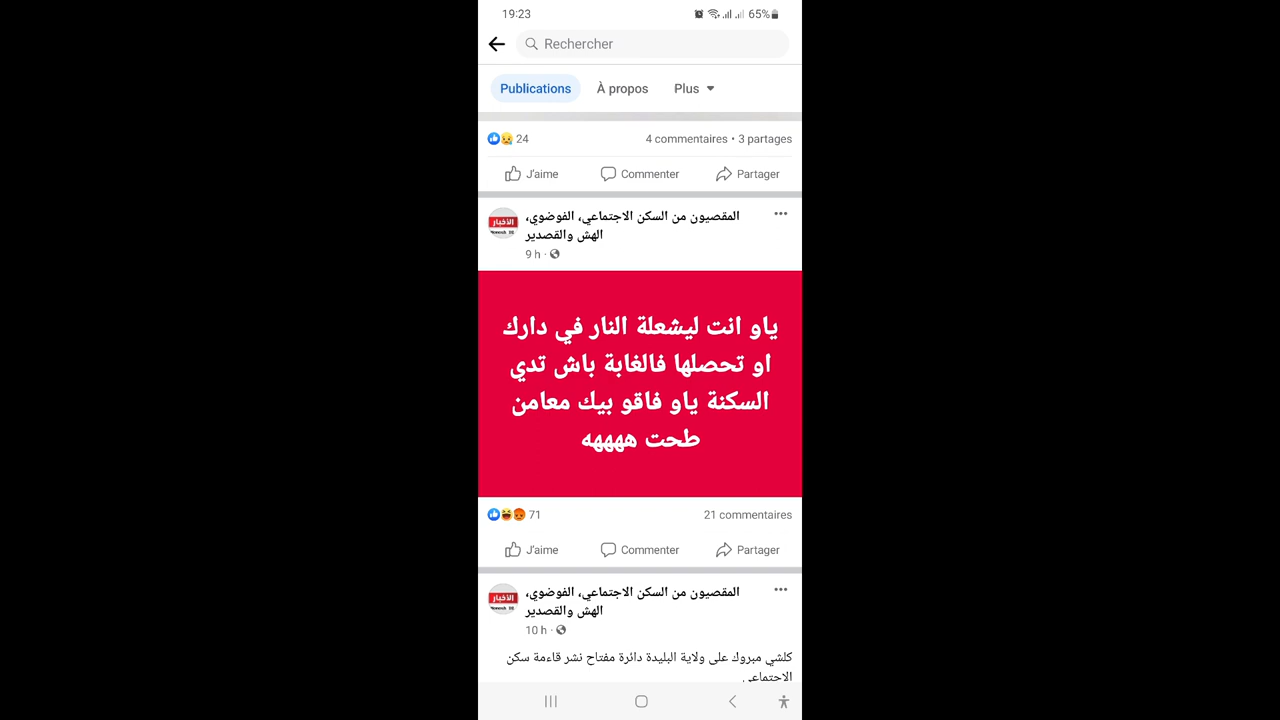 19:23
65%
Rechercher
Publications
À propos
Plus
24
4 commentaires • 3 partages
J'aime
Commenter
Partager
المقصيون من السكن الاجتماعي، الفوضوي،
الهش والقصدير
9 h
ياو انت ليشعلة النار في دارك
او تحصلها فالغابة باش تدي
السكنة ياو فاقو بيك معامن
طحت ههههه
71
21 commentaires
J'aime
Commenter
Partager
المقصيون من السكن الاجتماعي، الفوضوي،
الهش والقصدير
10 h
كلشي مبروك على ولاية البليدة دائرة مفتاح نشر قاءمة سكن
الاجتماعي